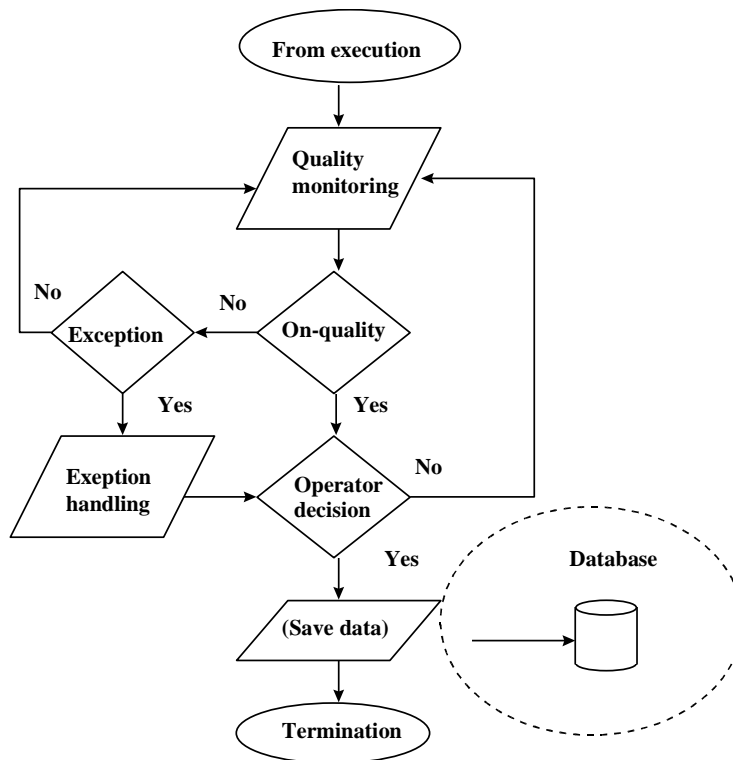 From execution
Quality
monitoring
No
No
Exception
On-quality
Yes
Yes
Exeption
handling
Operator
decision
No
Yes
Database
(Save data)
Termination